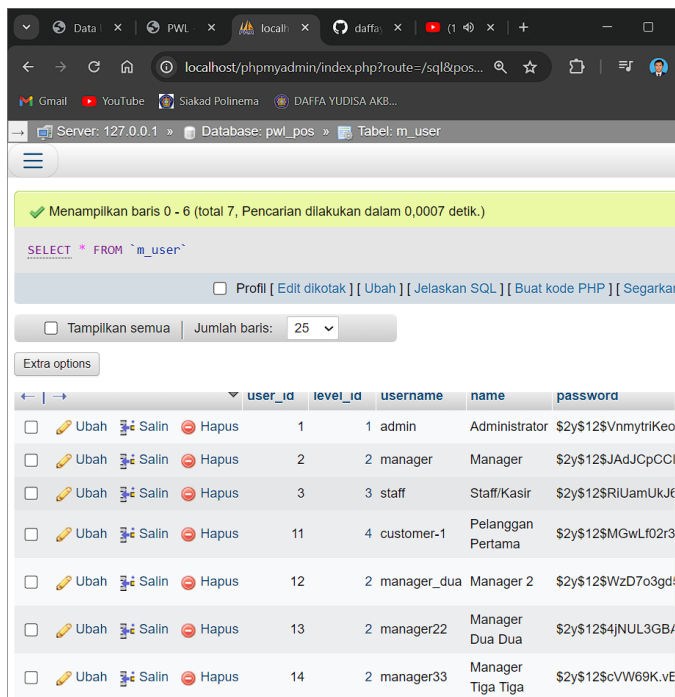 Data
PWL
localh
daffa
(1
localhost/phpmyadmin/index.php?route=/sql&pos...
Gmail YouTube Siakad Polinema DAFFA YUDISA AKB...
Server: 127.0.0.1 » Database: pwl_pos » Tabel: m_user
Menampilkan baris 0 - 6 (total 7, Pencarian dilakukan dalam 0,0007 detik.)
SELECT * FROM `m_user`
Profil [ Edit dikotak ] [ Ubah ] [ Jelaskan SQL ] [ Buat kode PHP ] [ Segarkan
Tampilkan semua Jumlah baris: 25
Extra options
user_id level_id username name password
Ubah Salin Hapus 1 1 admin Administrator $2y$12$VnmytriKeo
Ubah Salin Hapus 2 2 manager Manager $2y$12$JAdJCpCC
Ubah Salin Hapus 3 3 staff Staff/Kasir $2y$12$RiUamUkJ6
Ubah Salin Hapus 11 4 customer-1 Pelanggan
Pertama $2y$12$MGwLf02r3
Ubah Salin Hapus 12 2 manager_dua Manager 2 $2y$12$WzD7o3gd
Ubah Salin Hapus 13 2 manager22 Manager
Dua Dua $2y$12$4jNUL3GBA
Ubah Salin Hapus 14 2 manager33 Manager
Tiga Tiga $2y$12$cVW69K.vE